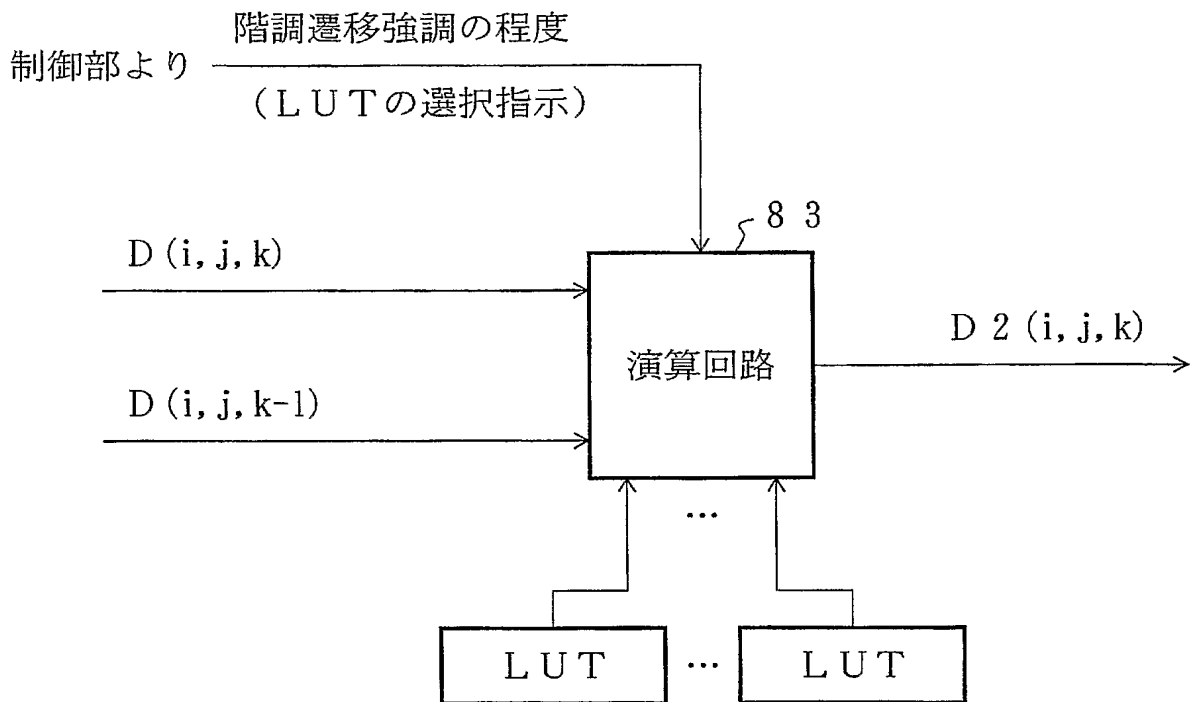 階調遷移強調の程度
制御部より
（ＬＵＴの選択指示）
８３
D (i, j, k)
演算回路
D 2 (i, j, k)
D (i, j, k-1)
…
ＬＵＴ … ＬＵＴ